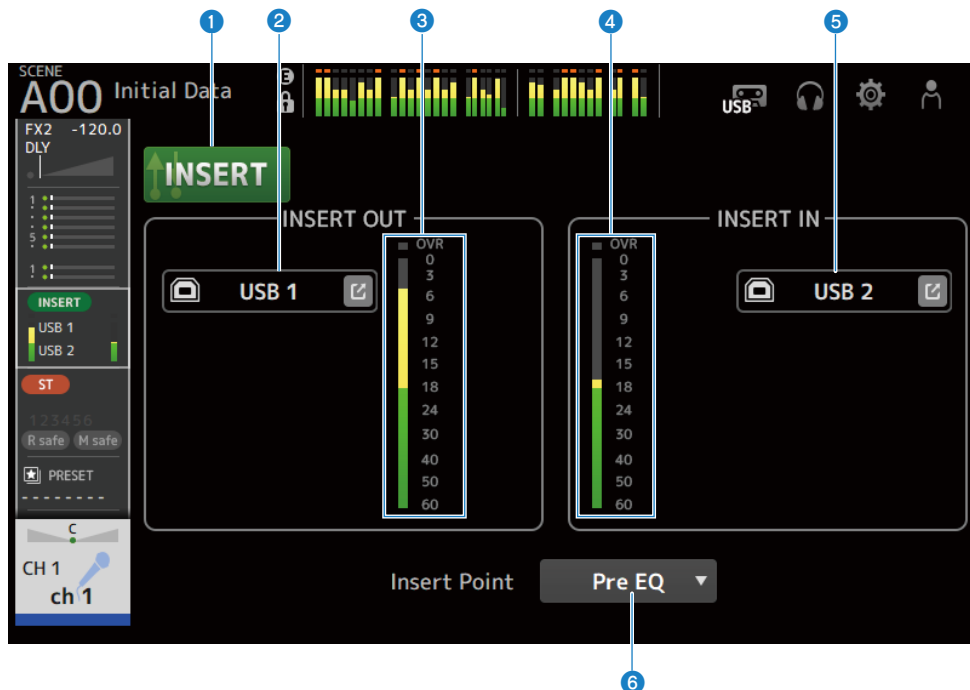 1 2 3 4 5
SCENE
A00 Initial Data
E
USB
FX2 -120.0
DLY
1
5
1
INSERT
USB 1
USB 2
ST
123456
R safe M safe
PRESET
--------
C
CH 1
ch 1
INSERT
INSERT OUT
USB 1
OVR
0
3
6
9
12
15
18
24
30
40
50
60
INSERT IN
OVR
0
3
6
9
12
15
18
24
30
40
50
60
USB 2
Insert Point Pre EQ
6